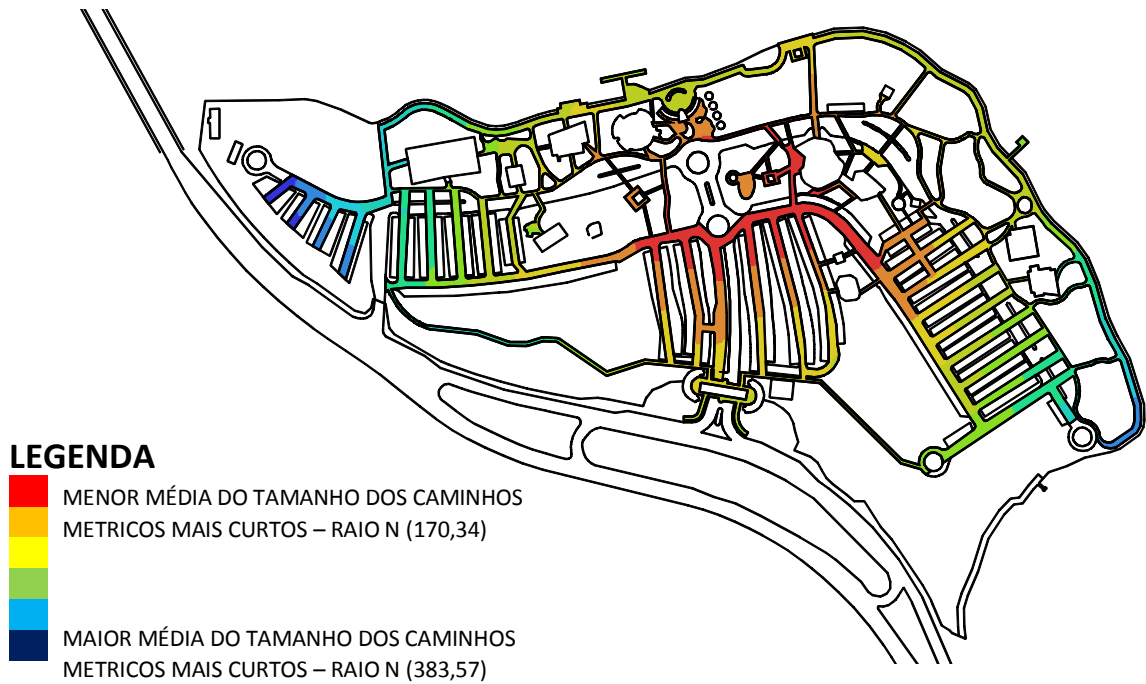 LEGENDA
MENOR MÉDIA DO TAMANHO DOS CAMINHOS
METRICOS MAIS CURTOS – RAIO N (170,34)
MAIOR MÉDIA DO TAMANHO DOS CAMINHOS
METRICOS MAIS CURTOS – RAIO N (383,57)